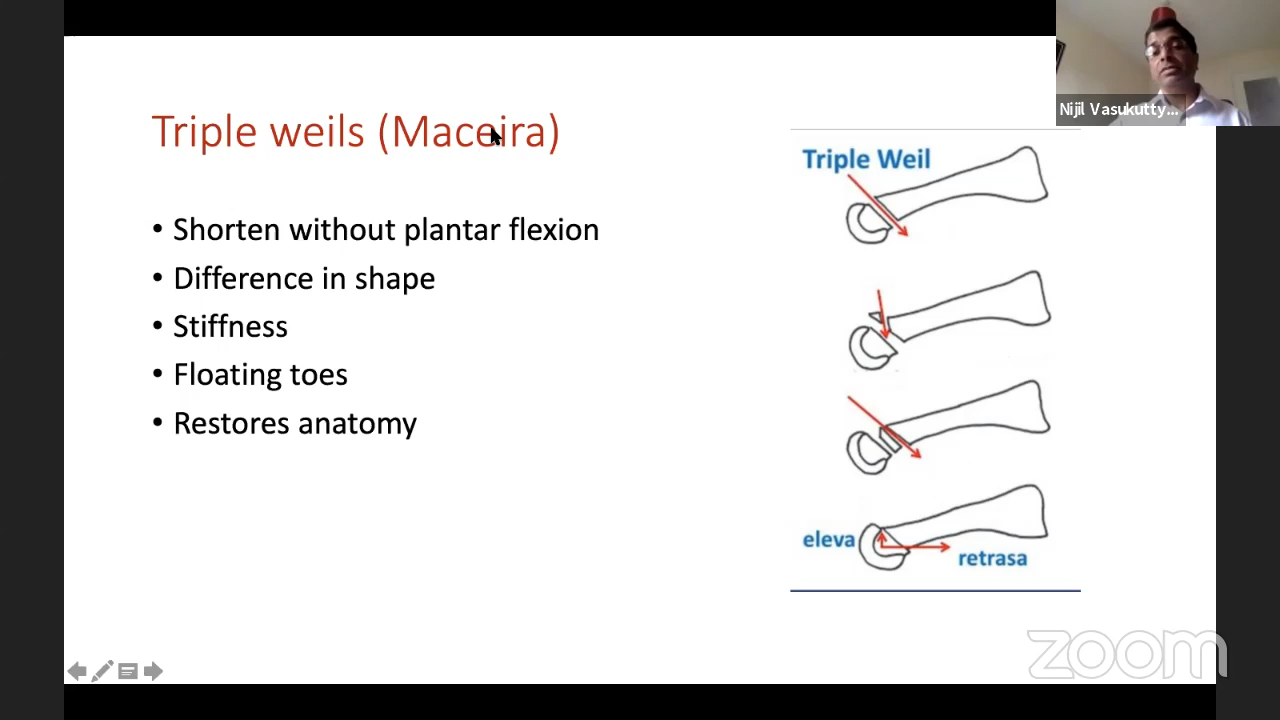 Nijil Vasukutty...
Triple weils (Maceira)
• Shorten without plantar flexion
• Difference in shape
• Stiffness
• Floating toes
• Restores anatomy
Triple Weil
eleva
retrasa
zoom